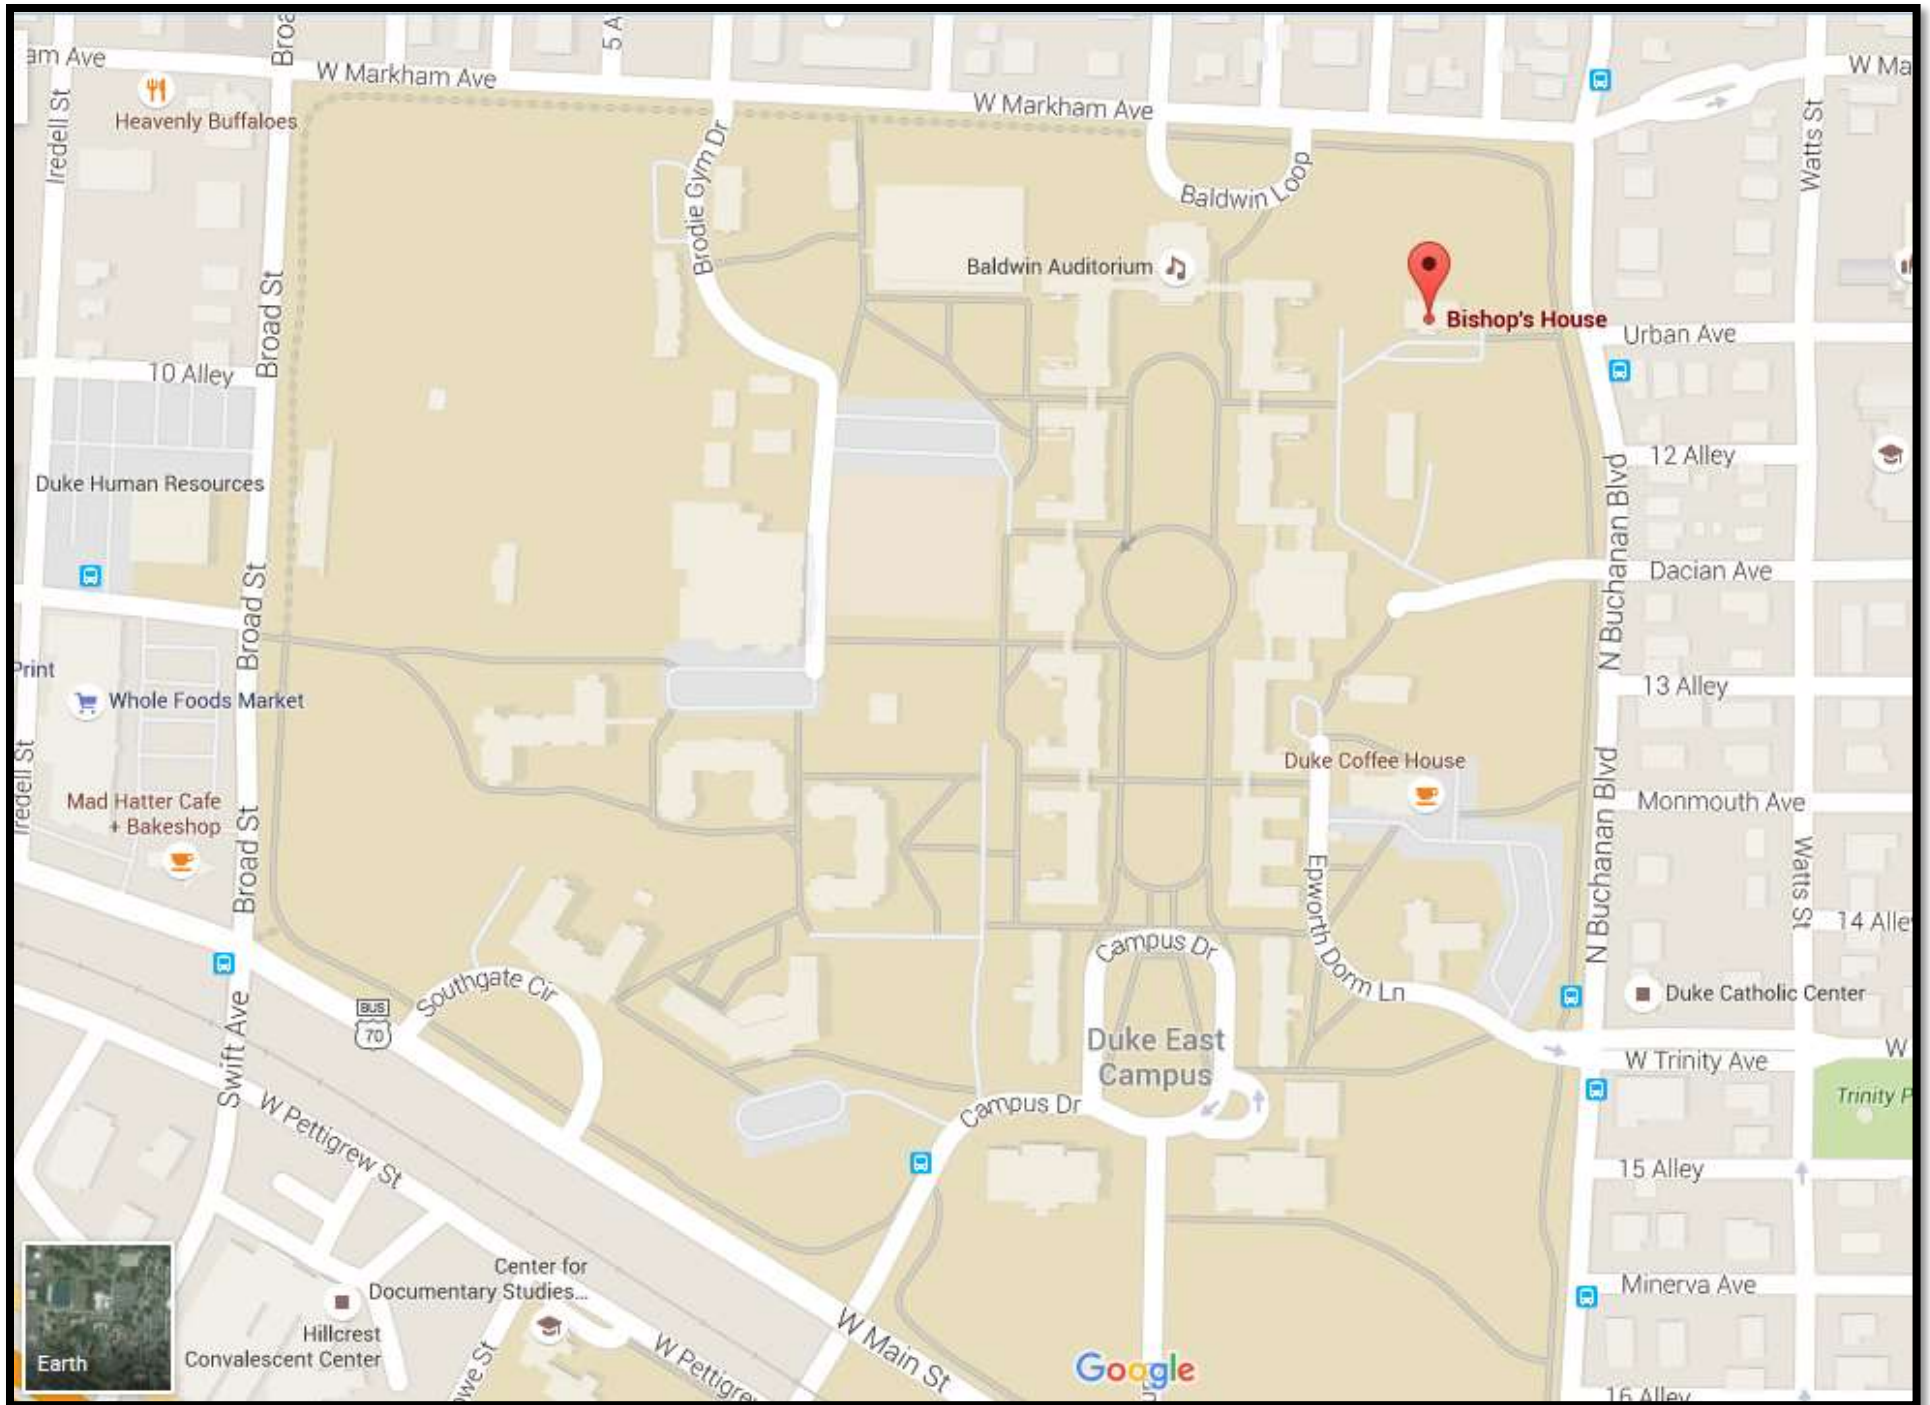 Broa
5 A
am Ave
W Markham Ave
W Markham Ave
W Ma
Heavenly Buffaloes
Iredell St
Brodie Gym Dr
Baldwin Loop
Watts St
Baldwin Auditorium
Broad St
Bishop's House
Urban Ave
10 Alley
12 Alley
Duke Human Resources
N Buchanan Blvd
Dacian Ave
Broad St
Print
13 Alley
Whole Foods Market
Iredell St
Duke Coffee House
Mad Hatter Cafe
+ Bakeshop
Monmouth Ave
N Buchanan Blvd
Broad St
Watts St
Epworth Dorm Ln
14 Alle
Campus Dr
Southgate Cir
Duke Catholic Center
BUS
70
Swift Ave
Duke East
Campus
W Trinity Ave
W
Trinity P
Campus Dr
W Pettigrew St
15 Alley
Center for
Documentary Studies...
Minerva Ave
Hillcrest
Convalescent Center
W Main St
W Pettigre
Earth
Google
owe St
16 Alley